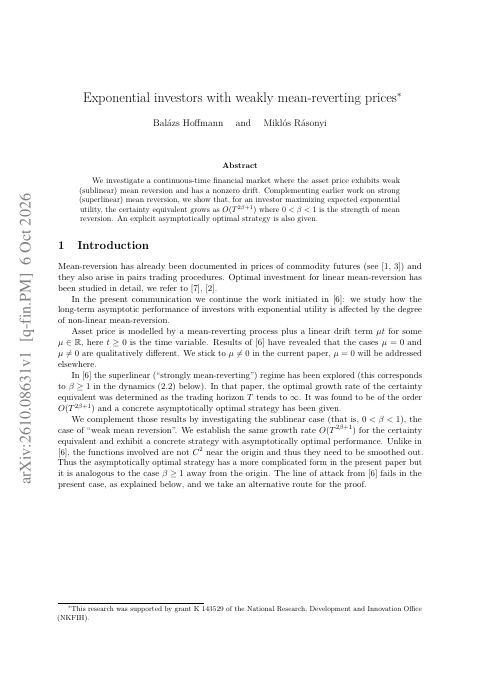 Exponential investors with weakly mean-reverting prices*
Balázs Hoffmann and Miklós Rásonyi
Abstract
We investigate a continuous-time financial market where the asset price exhibits weak
(sublinear) mean reversion and has a nonzero drift. Complementing earlier work on strong
(superlinear) mean reversion, we show that, for an investor maximizing expected exponential
utility, the certainty equivalent grows as O(T^{2β+1}) where 0 < β < 1 is the strength of mean
reversion. An explicit asymptotically optimal strategy is also given.
1 Introduction
Mean-reversion has already been documented in prices of commodity futures (see [1, 3]) and
they also arise in pairs trading procedures. Optimal investment for linear mean-reversion has
been studied in detail, we refer to [7], [2].
In the present communication we continue the work initiated in [6]: we study how the
long-term asymptotic performance of investors with exponential utility is affected by the degree
of non-linear mean-reversion.
Asset price is modelled by a mean-reverting process plus a linear drift term μt for some
μ ∈ ℝ, here t ≥ 0 is the time variable. Results of [6] have revealed that the cases μ = 0 and
μ ≠ 0 are qualitatively different. We stick to μ ≠ 0 in the current paper, μ = 0 will be addressed
elsewhere.
In [6] the superlinear (“strongly mean-reverting”) regime has been explored (this corresponds
to β ≥ 1 in the dynamics (2.2) below). In that paper, the optimal growth rate of the certainty
equivalent was determined as the trading horizon T tends to ∞. It was found to be of the order
O(T^{2β+1}) and a concrete asymptotically optimal strategy has been given.
We complement those results by investigating the sublinear case (that is, 0 < β < 1), the
case of “weak mean reversion”. We establish the same growth rate O(T^{2β+1}) for the certainty
equivalent and exhibit a concrete strategy with asymptotically optimal performance. Unlike in
[6], the functions involved are not C² near the origin and thus they need to be smoothed out.
Thus the asymptotically optimal strategy has a more complicated form in the present paper but
it is analogous to the case β ≥ 1 away from the origin. The line of attack from [6] fails in the
present case, as explained below, and we take an alternative route for the proof.
*This research was supported by grant K 143529 of the National Research, Development and Innovation Office
(NKFIH).
arXiv:2610.08631v1 [q-fin.PM] 6 Oct 2026